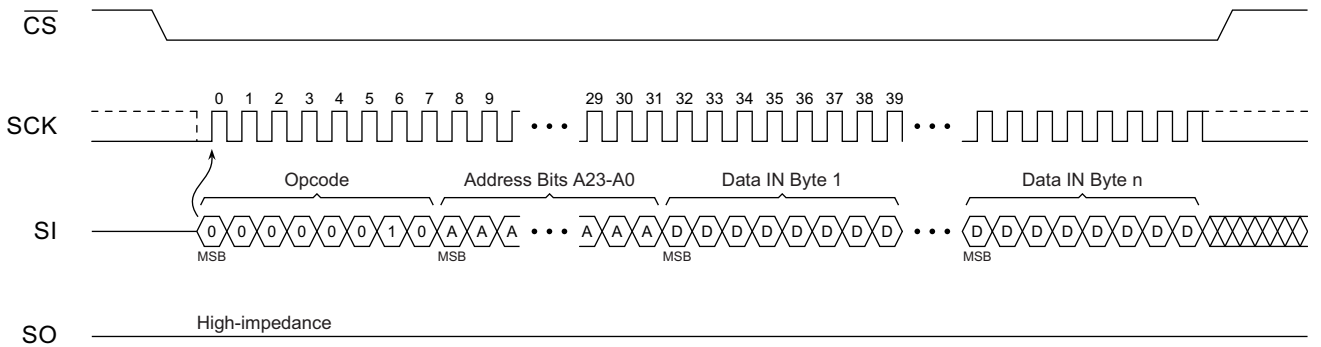 CS
SCK
0 1 2 3 4 5 6 7 8 9 • • • 29 30 31 32 33 34 35 36 37 38 39 • • •
Opcode Address Bits A23-A0 Data IN Byte 1 Data IN Byte n
SI
0 0 0 0 0 0 1 0 A A A • • • A A A D D D D D D D D • • • D D D D D D D D
MSB MSB MSB MSB
High-impedance
SO